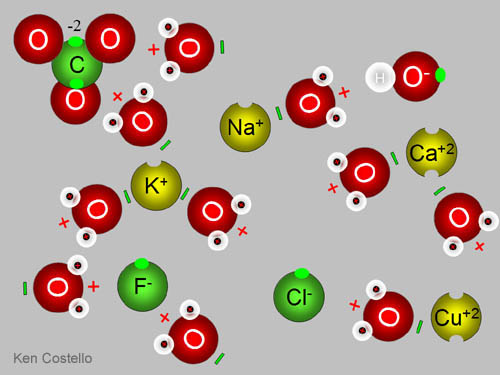 -2
O
O
C
O
O
+
H
O-
+
O
Na+
O
+
Ca+2
O
+
K+
O
+
O
+
O
+
O
+
F-
Cl-
+
O
Cu+2
+
O
Ken Costello